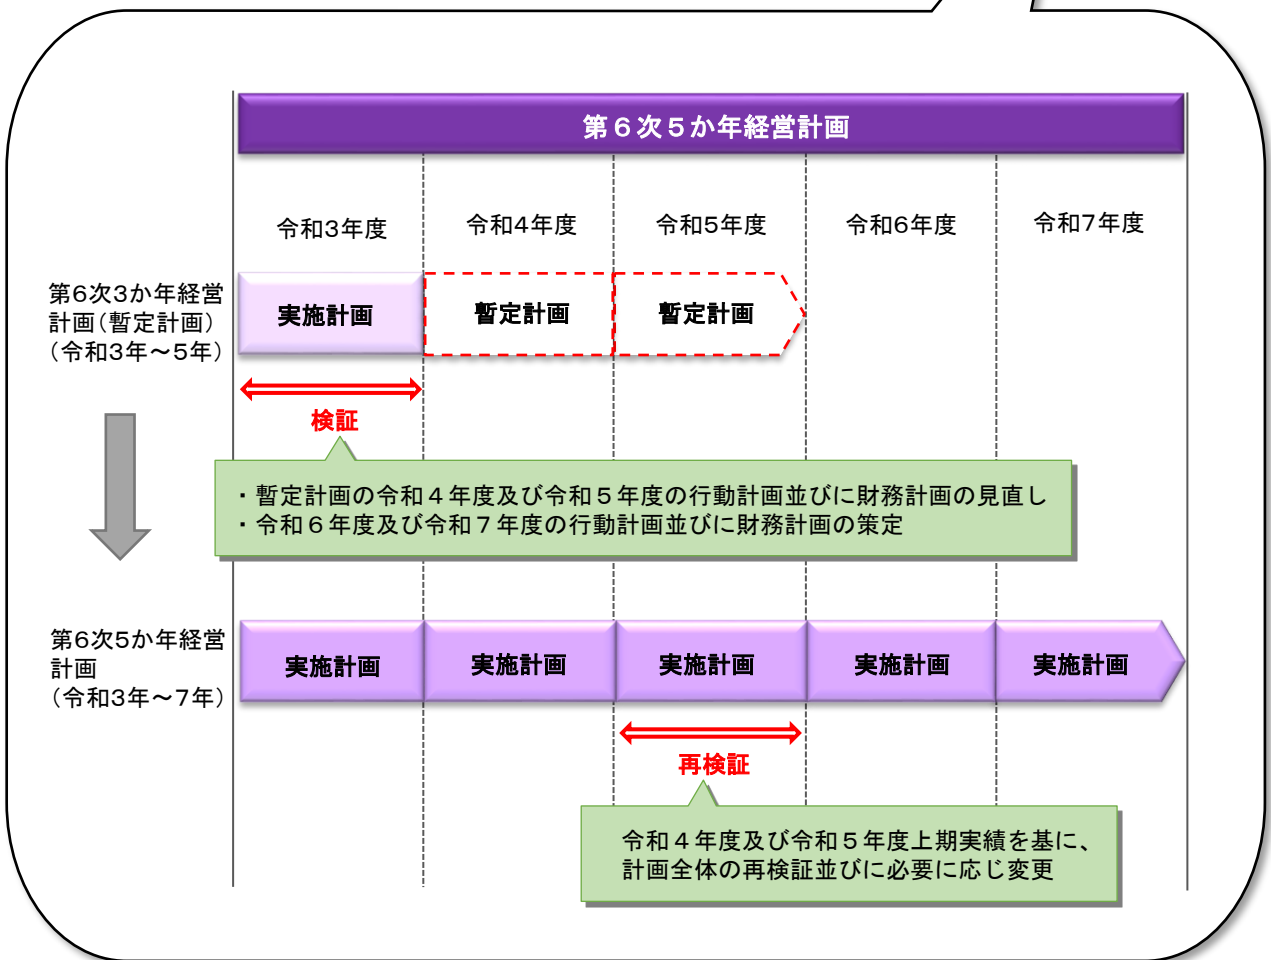 第６次５か年経営計画
令和3年度
令和4年度
令和5年度
令和6年度
令和7年度
第6次3か年経営
計画(暫定計画)
(令和3年～5年)
実施計画
暫定計画
暫定計画
検証
・暫定計画の令和４年度及び令和５年度の行動計画並びに財務計画の見直し
・令和６年度及び令和７年度の行動計画並びに財務計画の策定
第6次5か年経営
計画
(令和3年～7年)
実施計画
実施計画
実施計画
実施計画
実施計画
再検証
令和４年度及び令和５年度上期実績を基に、
計画全体の再検証並びに必要に応じ変更